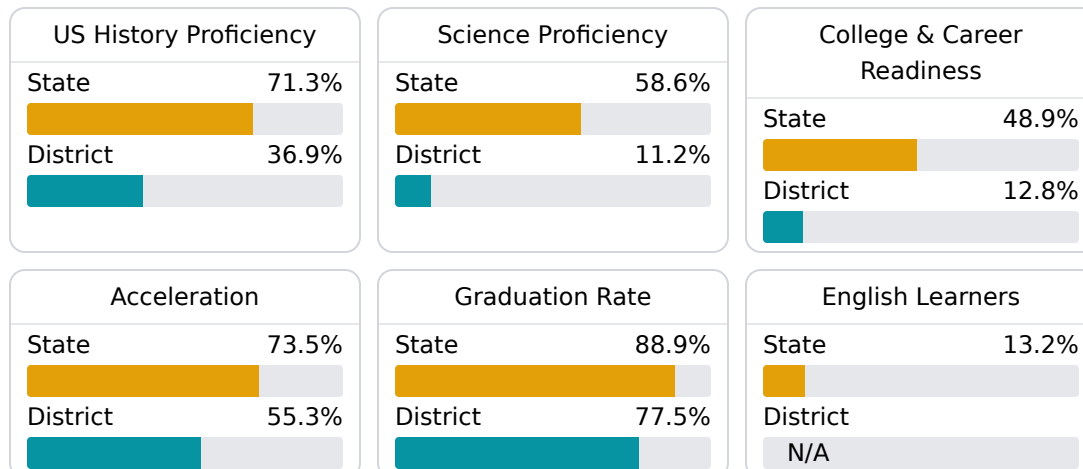 US History Proficiency
State 71.3%
District 36.9%
Science Proficiency
State 58.6%
District 11.2%
College & Career
Readiness
State 48.9%
District 12.8%
Acceleration
State 73.5%
District 55.3%
Graduation Rate
State 88.9%
District 77.5%
English Learners
State 13.2%
District
N/A